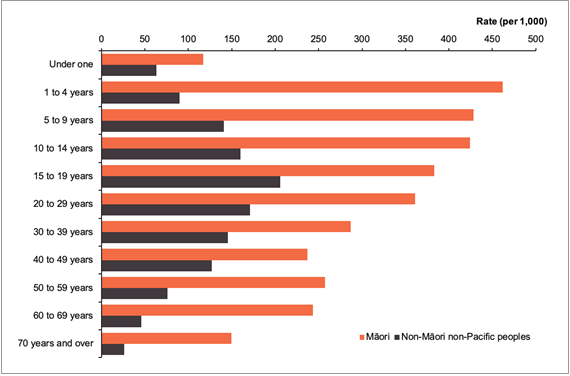 Rate (per 1,000)
0 50 100 150 200 250 300 350 400 450 500
Under one
1 to 4 years
5 to 9 years
10 to 14 years
15 to 19 years
20 to 29 years
30 to 39 years
40 to 49 years
50 to 59 years
60 to 69 years
70 years and over
Māori Non-Māori non-Pacific peoples